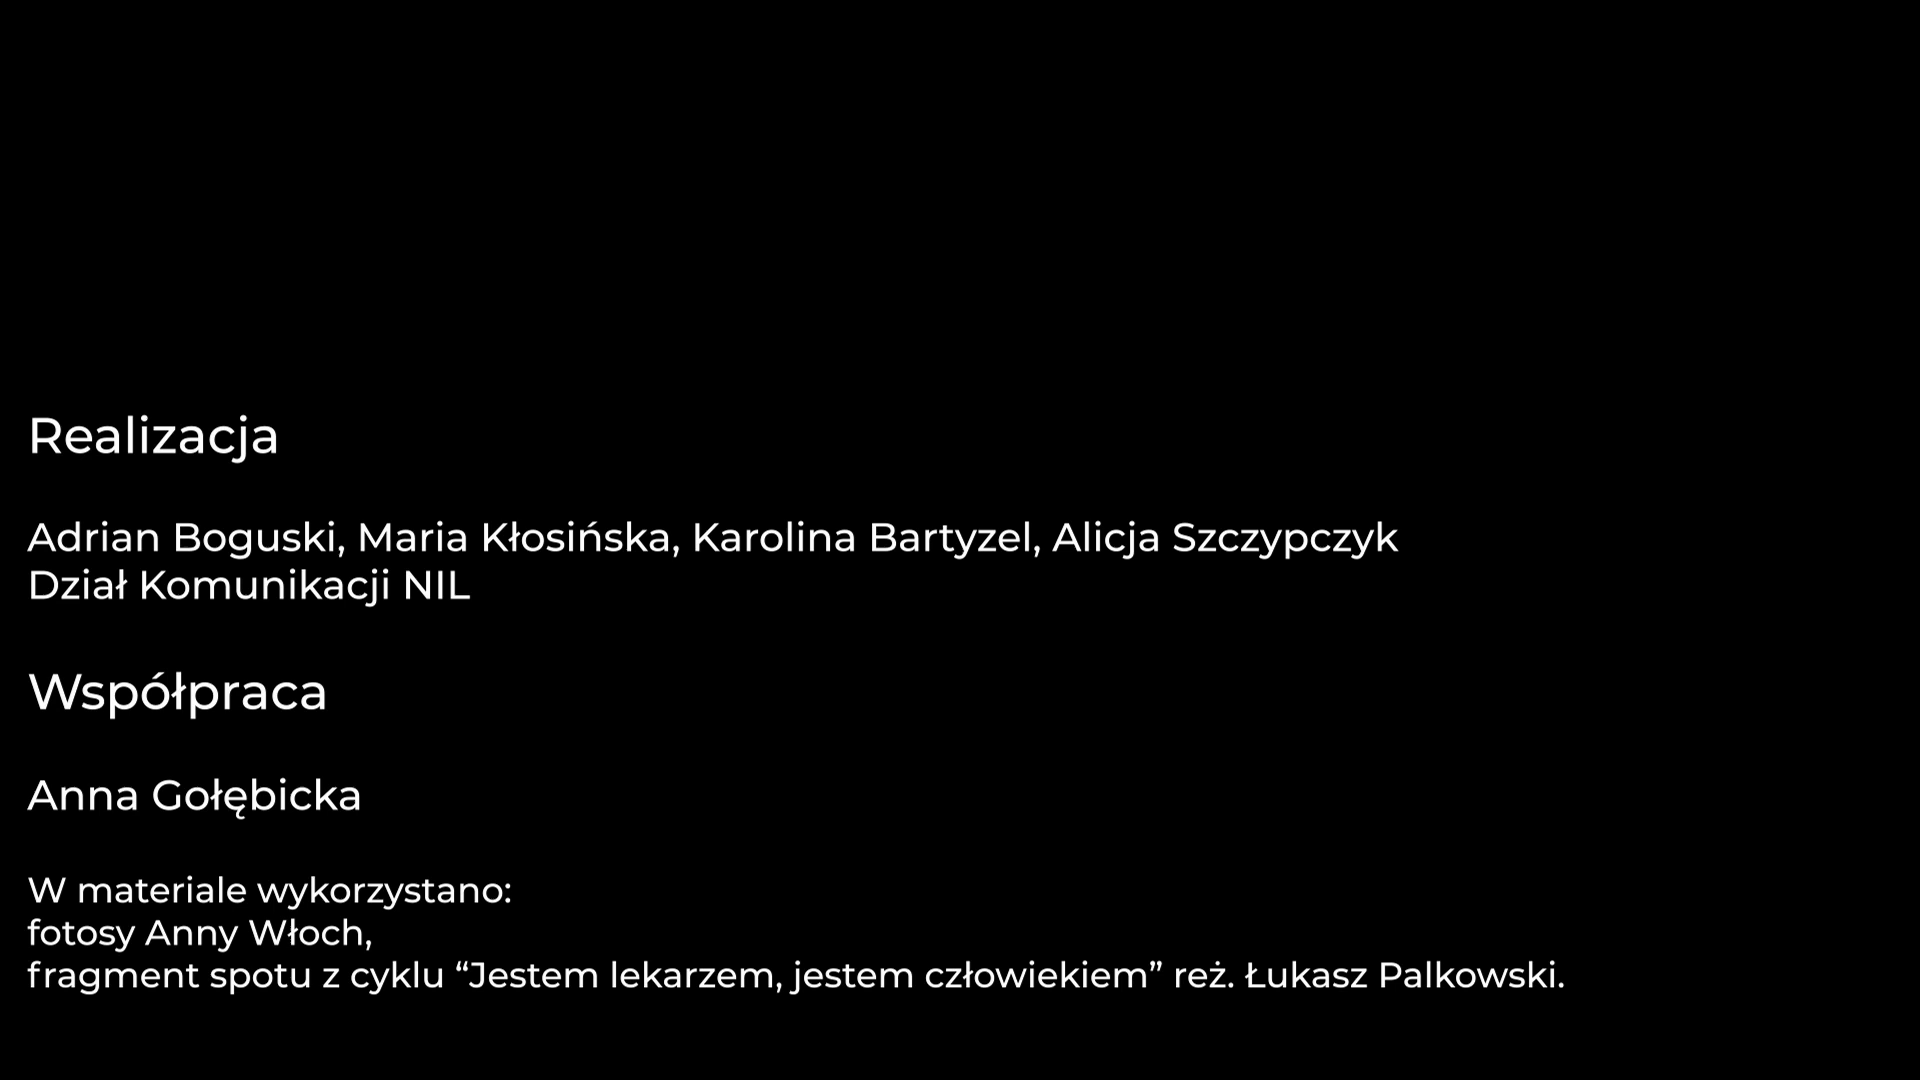 Realizacja
Adrian Boguski, Maria Kłosińska, Karolina Bartyzel, Alicja Szczypczyk
Dział Komunikacji NIL
Współpraca
Anna Gołębicka
W materiale wykorzystano:
fotosy Anny Włoch,
fragment spotu z cyklu “Jestem lekarzem, jestem człowiekiem” reż. Łukasz Palkowski.